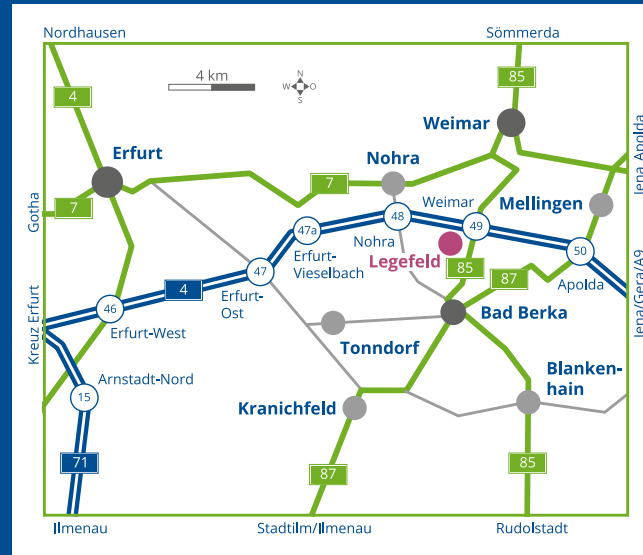 Nordhausen
Sömmerda
4 km
N
W
O
S
85
4
Weimar
Erfurt
Nohra
Jena Apolda
7
Mellingen
Gotha
7
Weimar
48
49
47a
Nohra
Legefeld
50
Erfurt-
Vieselbach
85
87
Apolda
47
4
Erfurt-
Ost
Jena/Gera/A9
Kreuz Erfurt
46
Erfurt-West
Bad Berka
Tonndorf
Arnstadt-Nord
15
Blanken-
hain
Kranichfeld
71
87
85
Ilmenau
Stadtilm/Ilmenau
Rudolstadt